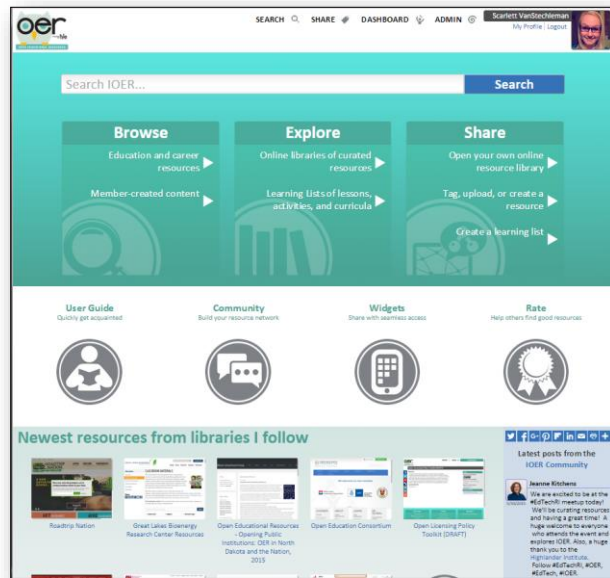 oer
SEARCH SHARE DASHBOARD ADMIN
Scarlett VanStechleman
My Profile | Logout
Search IOER...
Search
Browse
Education and career
resources
Member-created content
Explore
Online libraries of curated
resources
Learning Lists of lessons,
activities, and curricula
Share
Open your own online
resource library
Tag, upload, or create a
resource
Create a learning list
User Guide
Quickly get acquainted
Community
Build your resource network
Widgets
Share with seamless access
Rate
Help others find good resources
Newest resources from libraries I follow
Roadtrip Nation
Great Lakes Bioenergy
Research Center Resources
Open Educational Resources
- Opening Public
Institutions: OER in North
Dakota and the Nation,
2015
Open Education Consortium
Open Licensing Policy
Toolkit (DRAFT)
Latest posts from the
IOER Community
Jeanne Kitchens
We are excited to be at the
#EdTechRI meetup today!
We'll be curating resources
and having a great time! A
huge welcome to everyone
who attends the event and
explores IOER. Also, a huge
thank you to the
Highlander Institute.
Follow #EdTechRI, #OER,
#EdTech, #IOER.